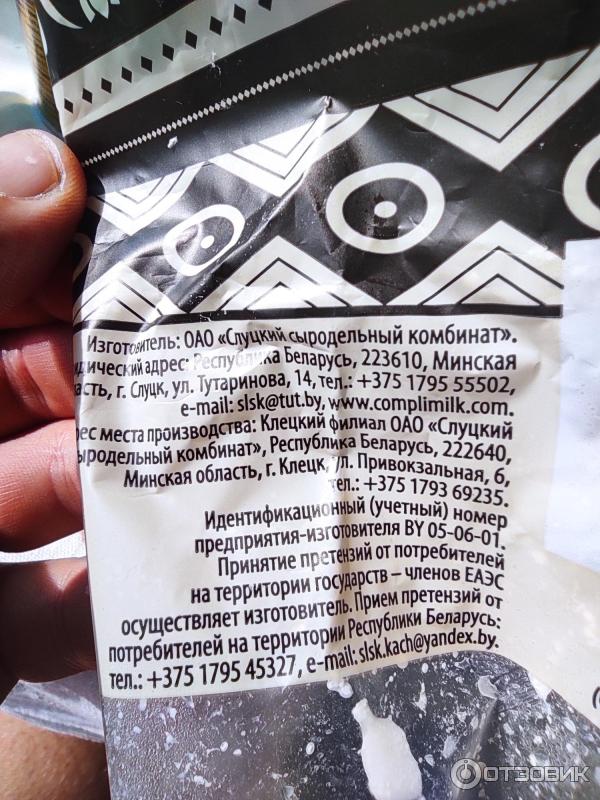 Изготовитель: ОАО «Слуцкий сыродельный комбинат».
адрес: Республика Беларусь, 223610, Минская
г. Слуцк, ул. Тутаринова, 14, тел.: +375 1795 55502,
e-mail: slsk@tut.by, www.complimilk.com.
места производства: Клецкий филиал ОАО «Слуцкий
ыродельный комбинат», Республика Беларусь, 222640,
Минская область, г. Клецк, ул. Привокзальная, 6,
тел.: +375 1793 69235.
Идентификационный (учетный) номер
предприятия-изготовителя BY 05-06-01.
Принятие претензий от потребителей
на территории государств – членов ЕАЭС
осуществляет изготовитель. Прием претензий от
потребителей на территории Республики Беларусь:
тел.: +375 1795 45327, e-mail: slsk.kach@yandex.by.
ОТЗОВИК